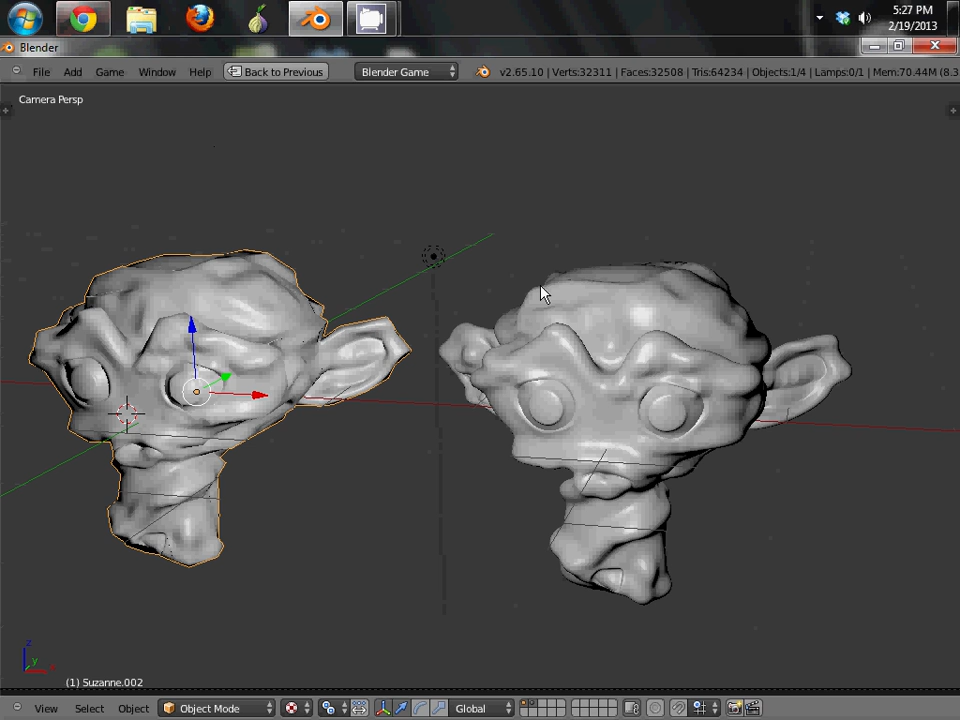 5:27 PM
2/19/2013
Blender
File Add Game Window Help Back to Previous Blender Game v2.65.10 | Verts:32311 | Faces:32508 | Tris:64234 | Objects:1/4 | Lamps:0/1 | Mem:70.44M (8.3
Camera Persp
z
y
(1) Suzanne.002
View Select Object Object Mode Global